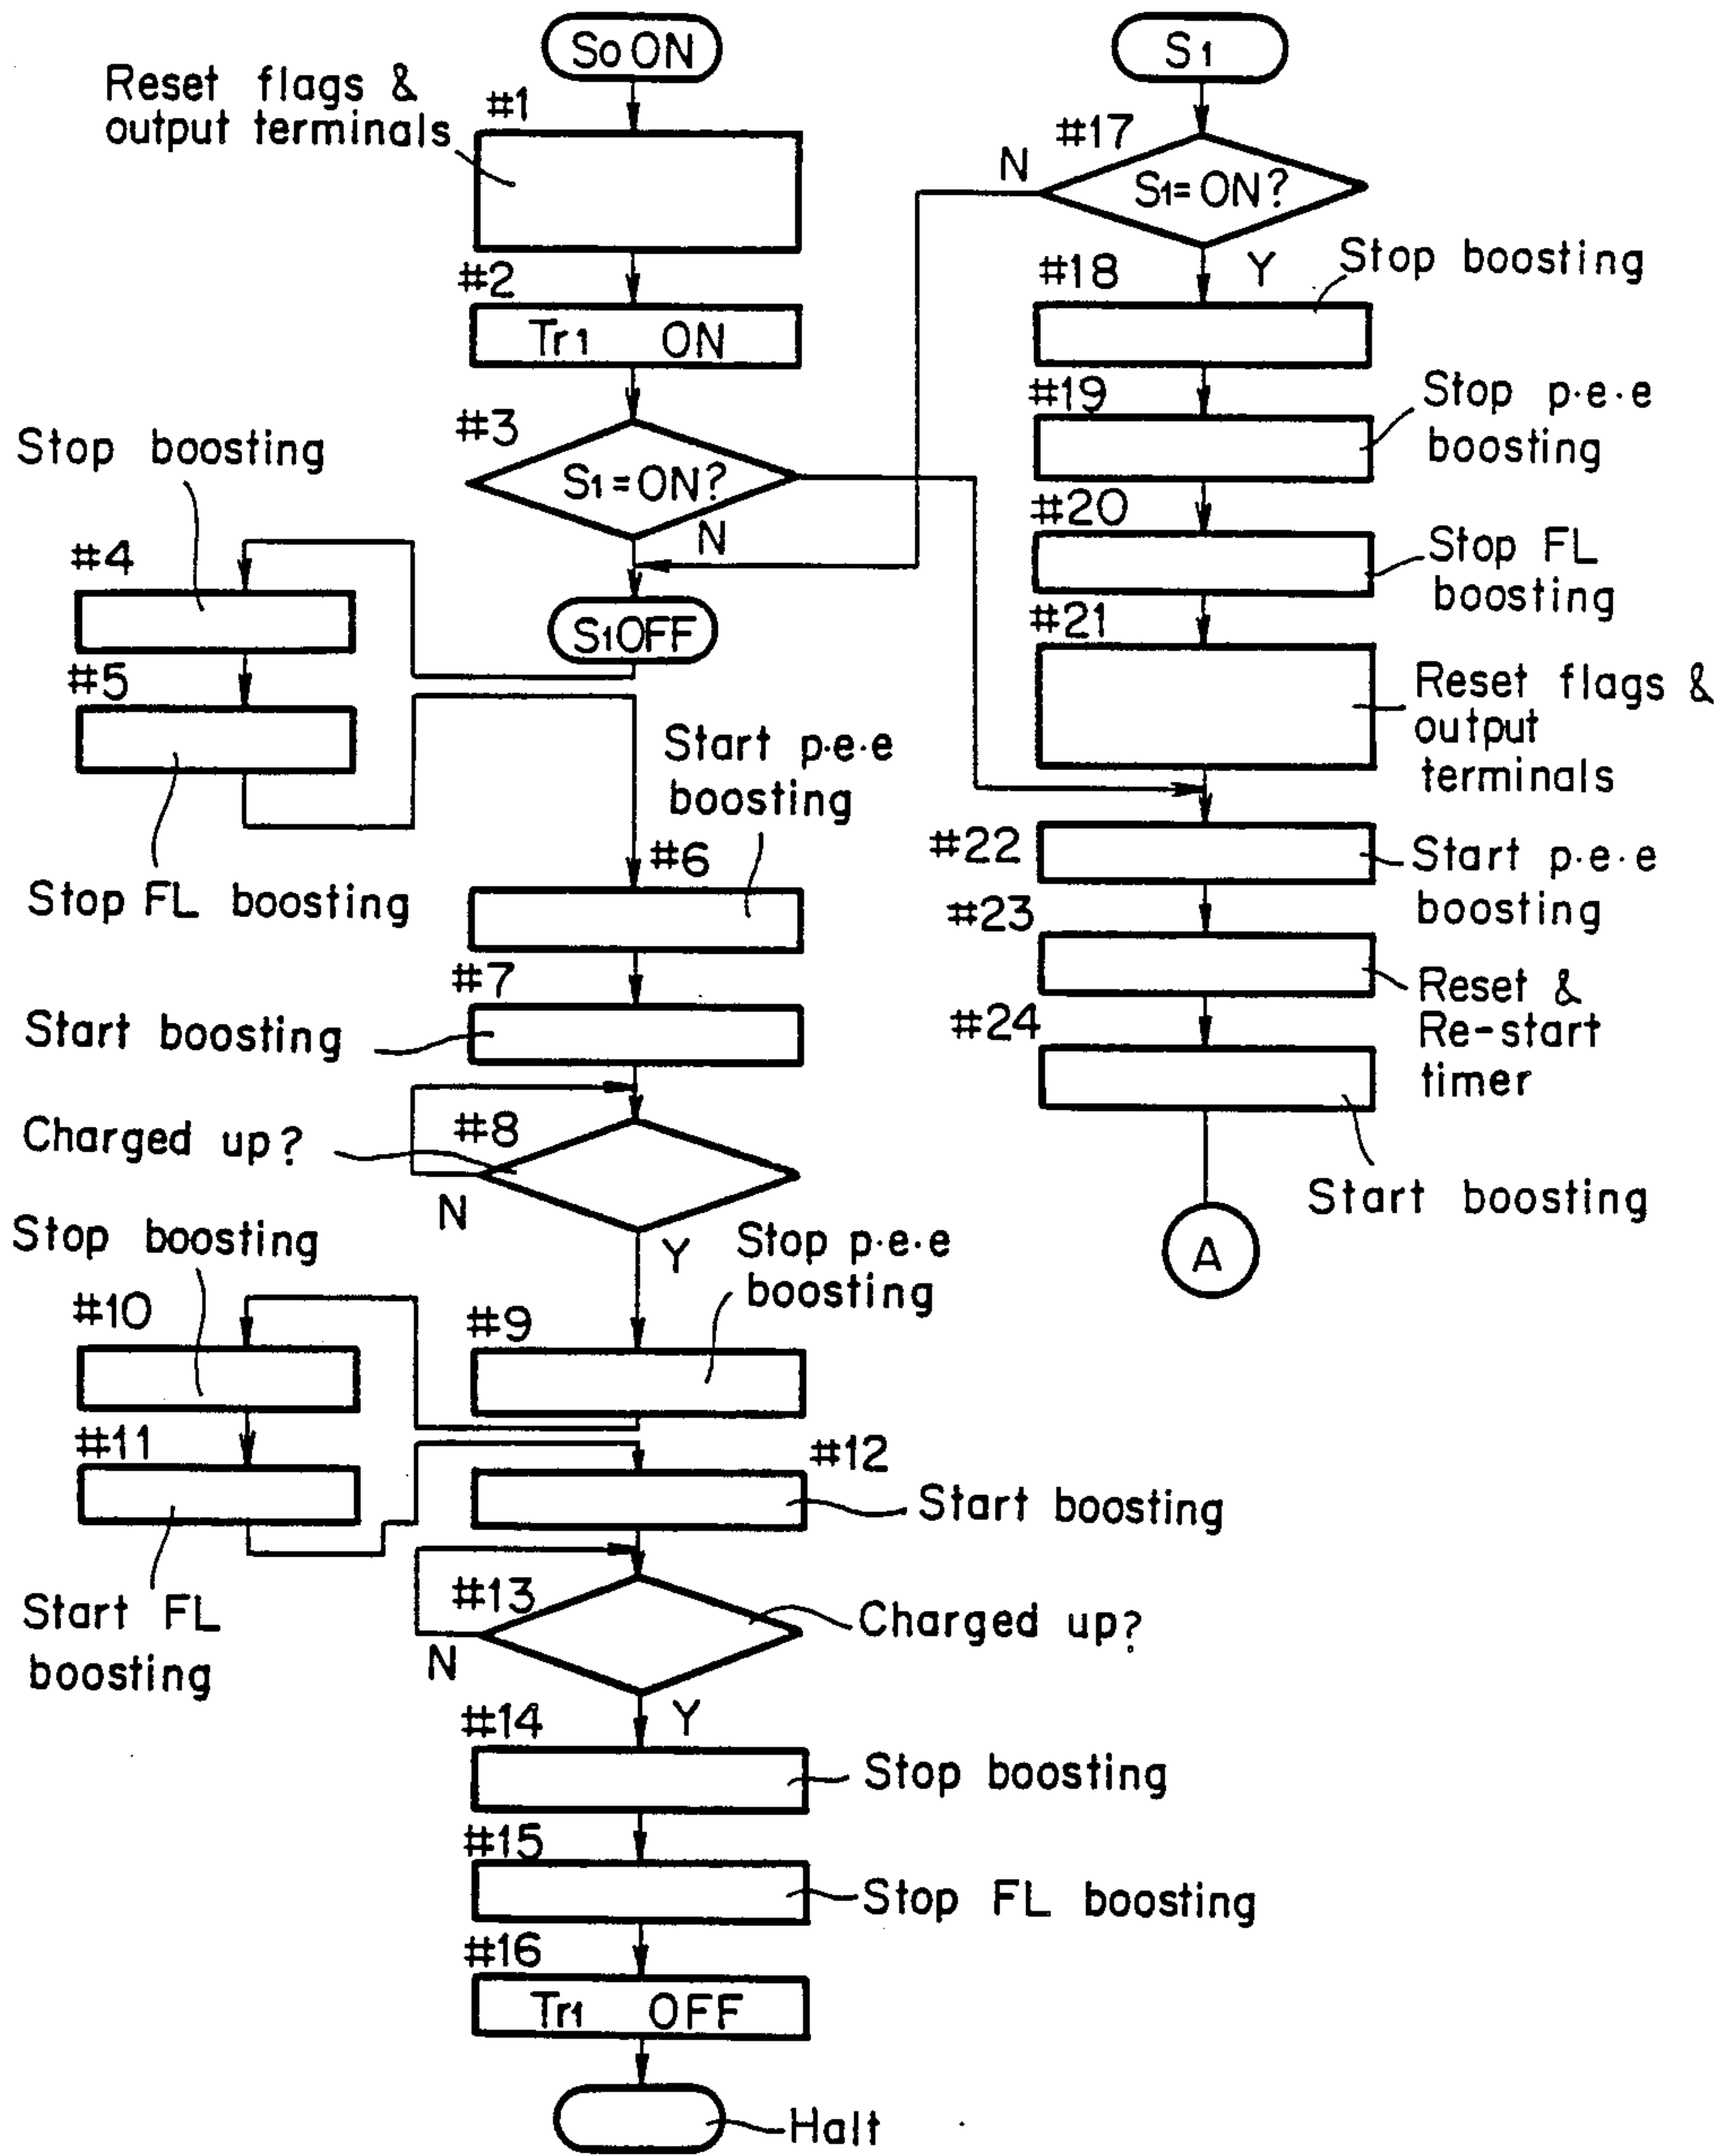 So ON
Reset flags &
output terminals
#1
#2
Tr1 ON
#3
S1=ON?
N
S1OFF
Stop boosting
#4
#5
Stop FL boosting
Start p·e·e
boosting
#6
#7
Start boosting
Charged up?
#8
N
Y
Stop p·e·e
boosting
#9
Stop boosting
#10
#11
Start FL
boosting
#12
Start boosting
#13
Charged up?
N
Y
#14
Stop boosting
#15
Stop FL boosting
#16
Tr1 OFF
Halt
S1
#17
S1=ON?
N
Y
#18
Stop boosting
#19
Stop p·e·e
boosting
#20
Stop FL
boosting
#21
Reset flags &
output
terminals
#22
Start p·e·e
boosting
#23
Reset &
Re-start
timer
#24
Start boosting
A